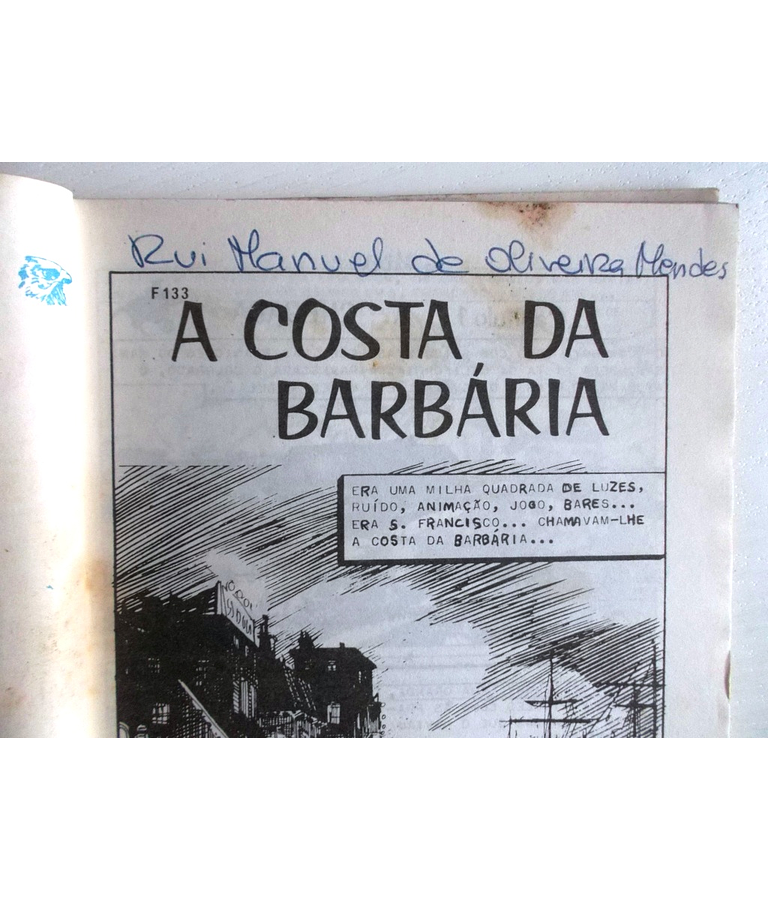 Rui Manuel de Oliveira Mendes
F 133
A COSTA DA
BARBÁRIA
ERA UMA MILHA QUADRADA DE LUZES,
RUÍDO, ANIMAÇÃO, JOGO, BARES...
ERA S. FRANCISCO... CHAMAVAM-LHE
A COSTA DA BARBÁRIA...